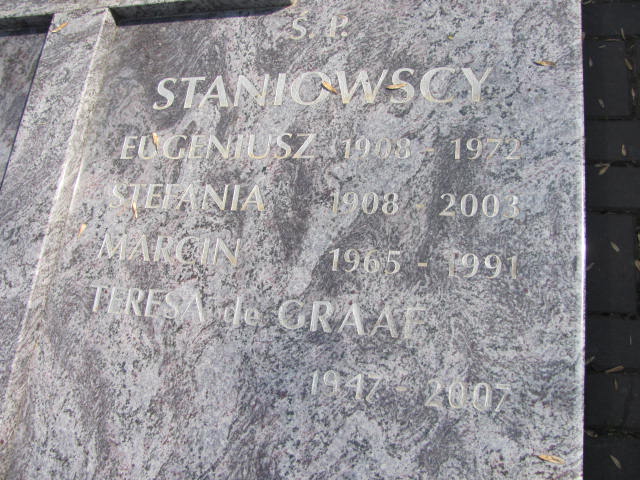 S.P.
STANIOWSCY
EUGENIUSZ 1908 - 1972
STEFANIA 1908 - 2003
MARCIN 1965 - 1991
TERESA de GRAAF
1947 - 2007